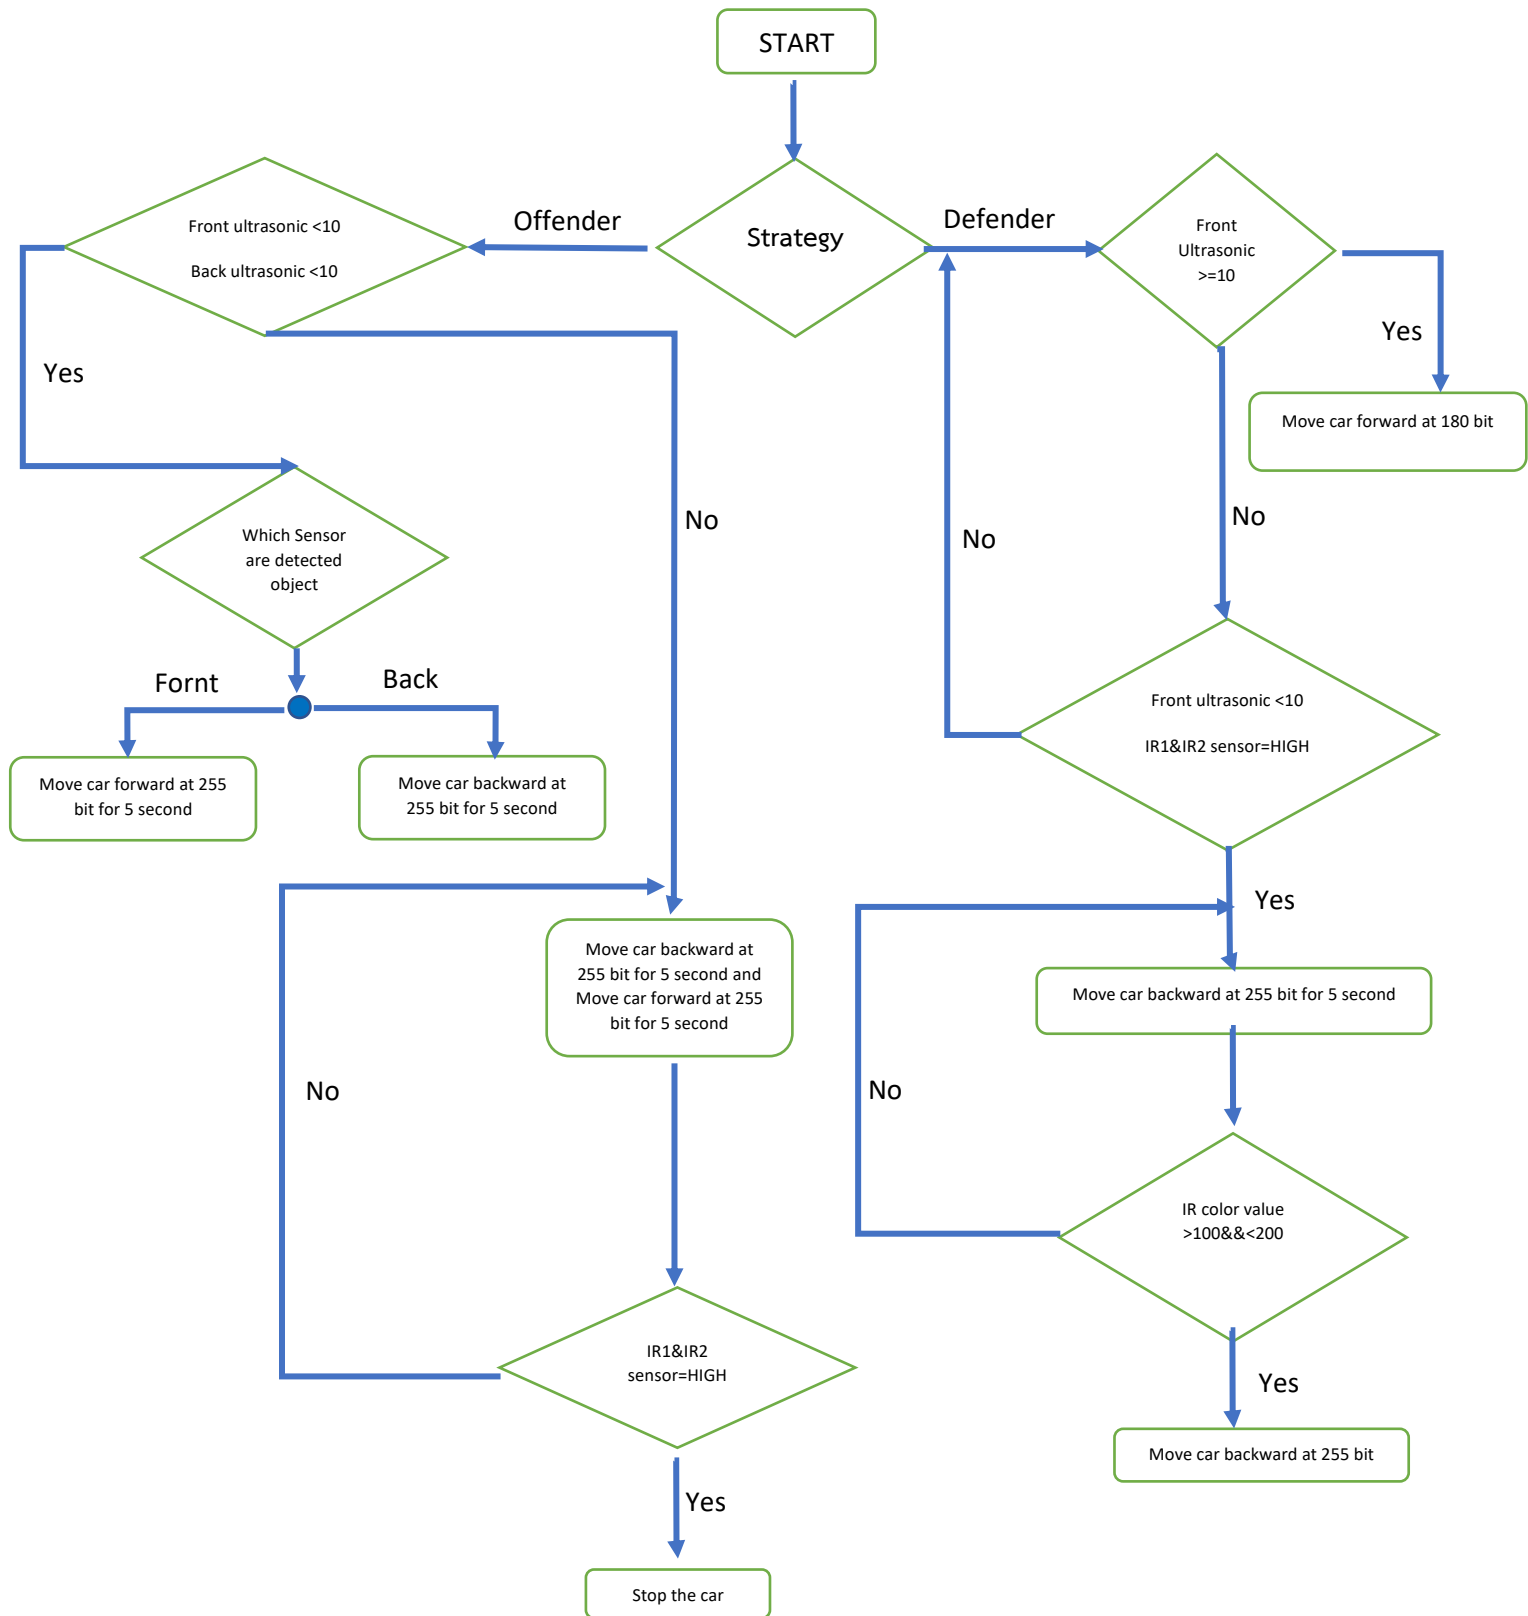 START
Strategy
Offender
Defender
Front ultrasonic <10
Back ultrasonic <10
Front
Ultrasonic
>=10
Yes
Yes
Move car forward at 180 bit
No
No
No
Which Sensor
are detected
object
Fornt
Back
Move car forward at 255
bit for 5 second
Move car backward at
255 bit for 5 second
Front ultrasonic <10
IR1&IR2 sensor=HIGH
Yes
Move car backward at
255 bit for 5 second and
Move car forward at 255
bit for 5 second
Move car backward at 255 bit for 5 second
No
No
IR color value
>100&&<200
IR1&IR2
sensor=HIGH
Yes
Move car backward at 255 bit
Yes
Stop the car